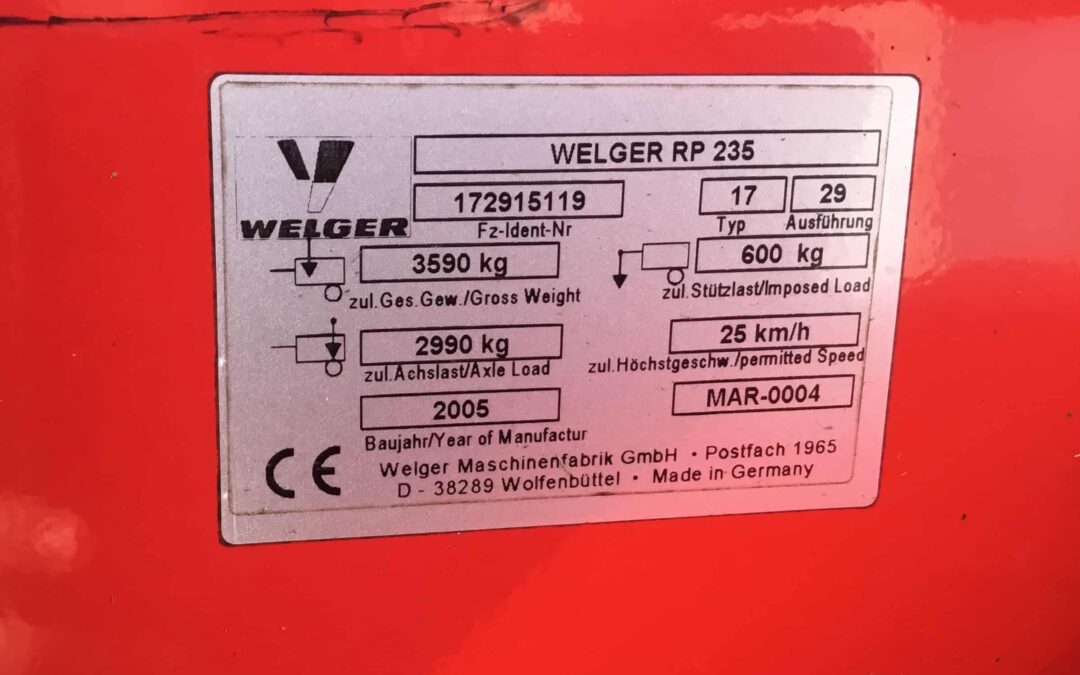 WELGER RP 235
WELGER
172915119 17 29
Fz-Ident-Nr Typ Ausführung
3590 kg 600 kg
zul.Ges.Gew./Gross Weight zul.Stützlast/Imposed Load
2990 kg 25 km/h
zul.Achslast/Axle Load zul.Höchstgeschw./permitted Speed
2005 MAR-0004
Baujahr/Year of Manufactur
CE Welger Maschinenfabrik GmbH • Postfach 1965
D - 38289 Wolfenbüttel • Made in Germany